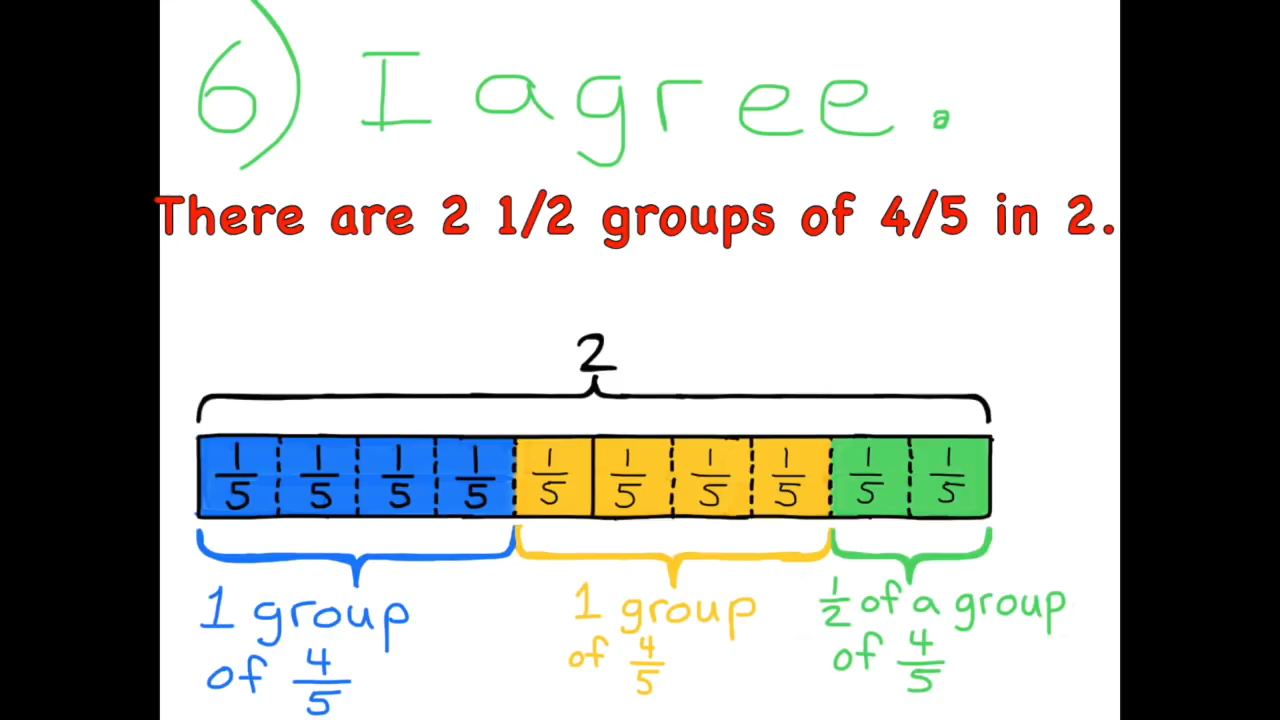 6) I agree.
There are 2 1/2 groups of 4/5 in 2.
2
1/5 1/5 1/5 1/5 1/5 1/5 1/5 1/5 1/5 1/5
1 group
of 4/5
1 group
of 4/5
1/2 of a group
of 4/5